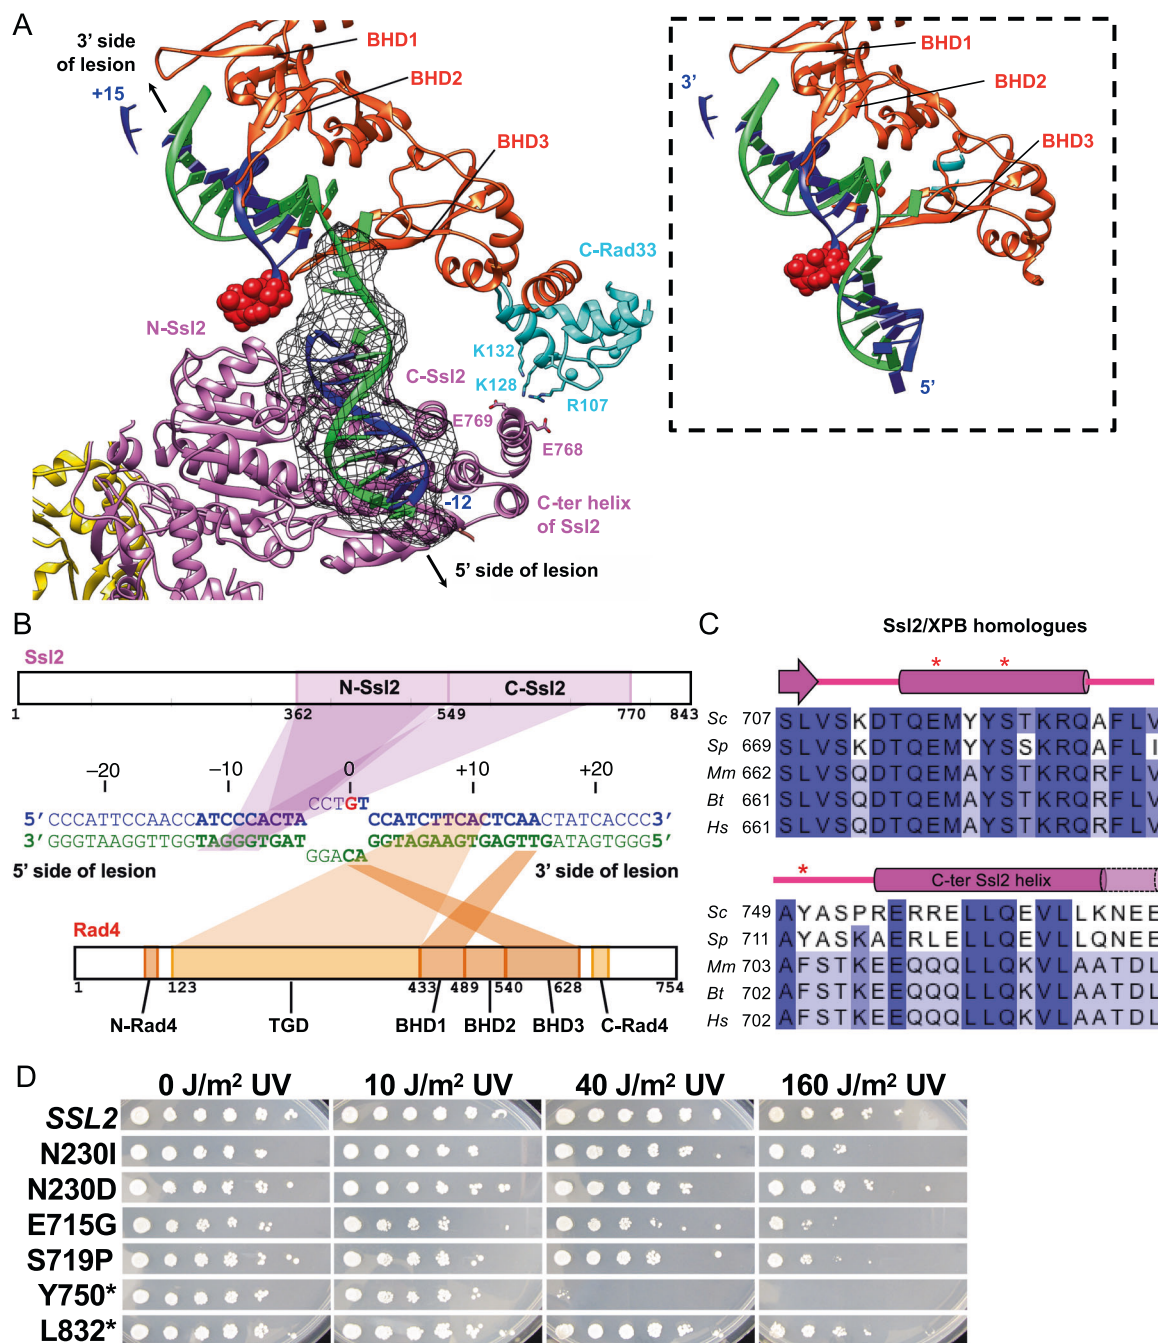 A
3' side
of lesion
+15
BHD1
BHD2
BHD3
C-Rad33
N-Ssl2
C-Ssl2
K132
K128
R107
E769
E768
-12
C-ter helix
of Ssl2
5' side of lesion
3'
BHD1
BHD2
BHD3
5'
B
Ssl2
N-Ssl2 C-Ssl2
1 362 549 770 843
–20 –10 0 +10 +20
CCTGT
5' CCCATTCCAACCATCCCACTA CCATCTTCACTCAACTATCACCC 3'
3' GGGTAAGGTTGGTAGGGTGAT GGTAGAAGTGAGTTGATAGTGGG 5'
GGACA
5' side of lesion 3' side of lesion
Rad4
1 123 433 489 540 628 754
N-Rad4 TGD BHD1 BHD2 BHD3 C-Rad4
C
Ssl2/XPB homologues
* *
Sc 707 SLVSKDTQEMYYSTKRQAFLV
Sp 669 SLVSKDTQEMYYSSKRQAFLI
Mm 662 SLVSQDTQEMAYSTKRQRFLV
Bt 661 SLVSQDTQEMAYSTKRQRFLV
Hs 661 SLVSQDTQEMAYSTKRQRFLV
*
C-ter Ssl2 helix
Sc 749 AYASPRERRELLQEVLLKNEE
Sp 711 AYASKAERLELLQEVLLQNEE
Mm 703 AFSTKEEQQQLLQKVLAATDL
Bt 702 AFSTKEEQQQLLQKVLAATDL
Hs 702 AFSTKEEQQQLLQKVLAATDL
D
0 J/m² UV 10 J/m² UV 40 J/m² UV 160 J/m² UV
SSL2
N230I
N230D
E715G
S719P
Y750*
L832*